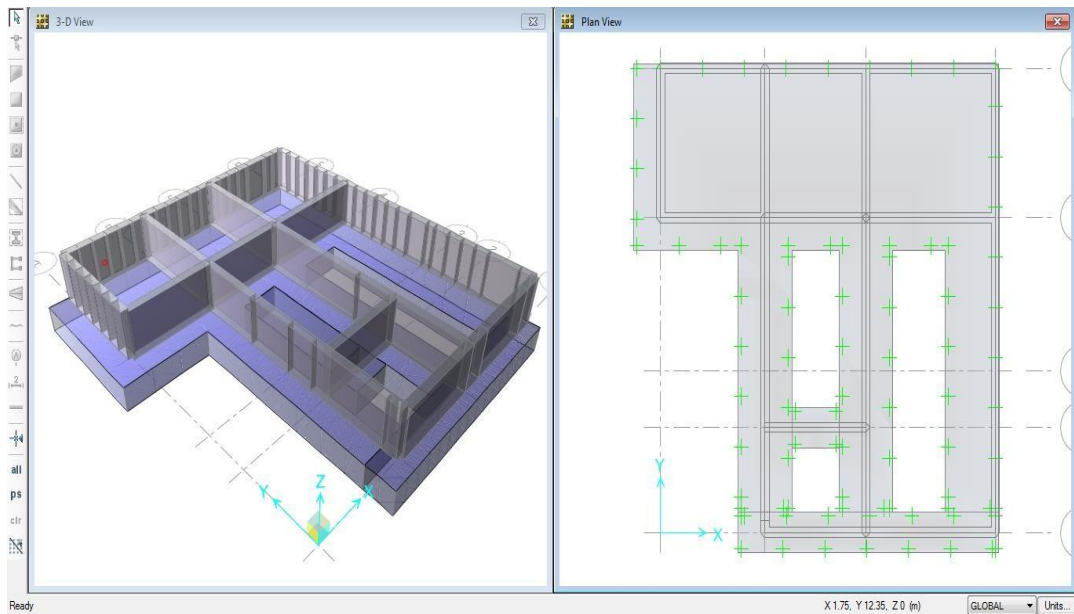 3-D View
Plan View
all
ps
clr
Z
Y
X
Y
X
Ready
X 1.75, Y 12.35, Z 0 (m)
GLOBAL
Units...